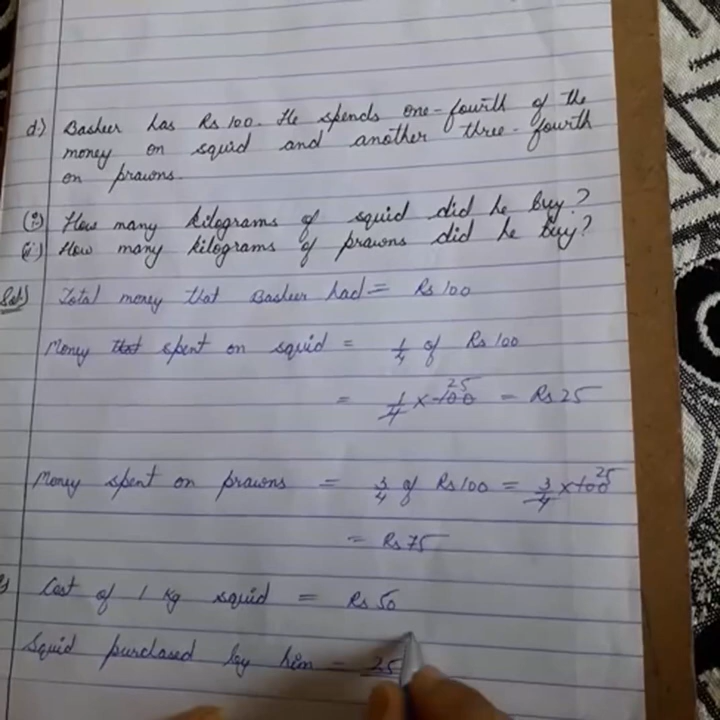 d.) Basheer has Rs 100. He spends one-fourth of the
money on squid and another three-fourth
on prawns.
(i) How many kilograms of squid did he buy?
(ii) How many kilograms of prawns did he buy?
Sol.) Total money that Basheer had = Rs 100
Money that spent on squid = 1/4 of Rs 100
= 1/4 × 100 25 = Rs 25
Money spent on prawns = 3/4 of Rs 100 = 3/4 × 100 25
= Rs 75
Cost of 1 Kg squid = Rs 50
Squid purchased by him = 25